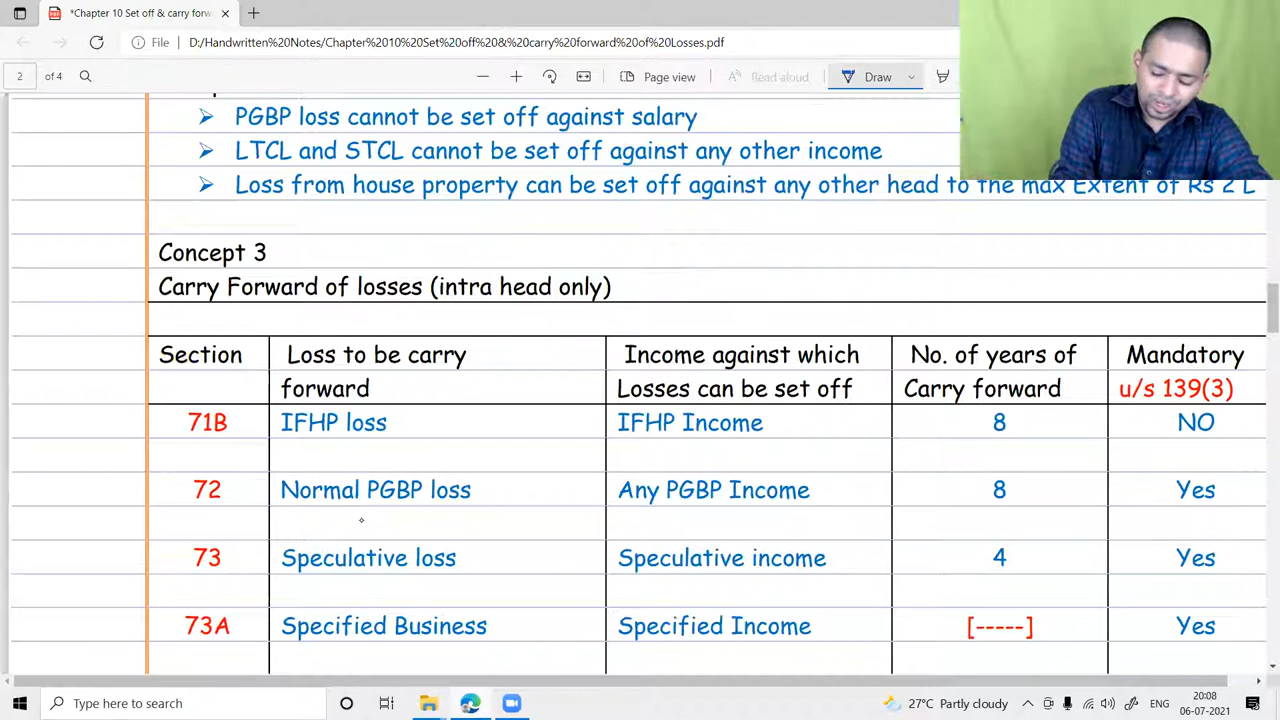 *Chapter 10 Set off & carry forw
File D:/Handwritten%20Notes/Chapter%2010%20Set%20off%20&%20carry%20forward%20of%20Losses.pdf
2 of 4 Page view Read aloud Draw
PGBP loss cannot be set off against salary
LTCL and STCL cannot be set off against any other income
Loss from house property can be set off against any other head to the max Extent of Rs 2 L
Concept 3
Carry Forward of losses (intra head only)
Section Loss to be carry forward Income against which Losses can be set off No. of years of Carry forward Mandatory u/s 139(3)
71B IFHP loss IFHP Income 8 NO
72 Normal PGBP loss Any PGBP Income 8 Yes
73 Speculative loss Speculative income 4 Yes
73A Specified Business Specified Income [-----] Yes
Type here to search 27°C Partly cloudy ENG 20:08
06-07-2021